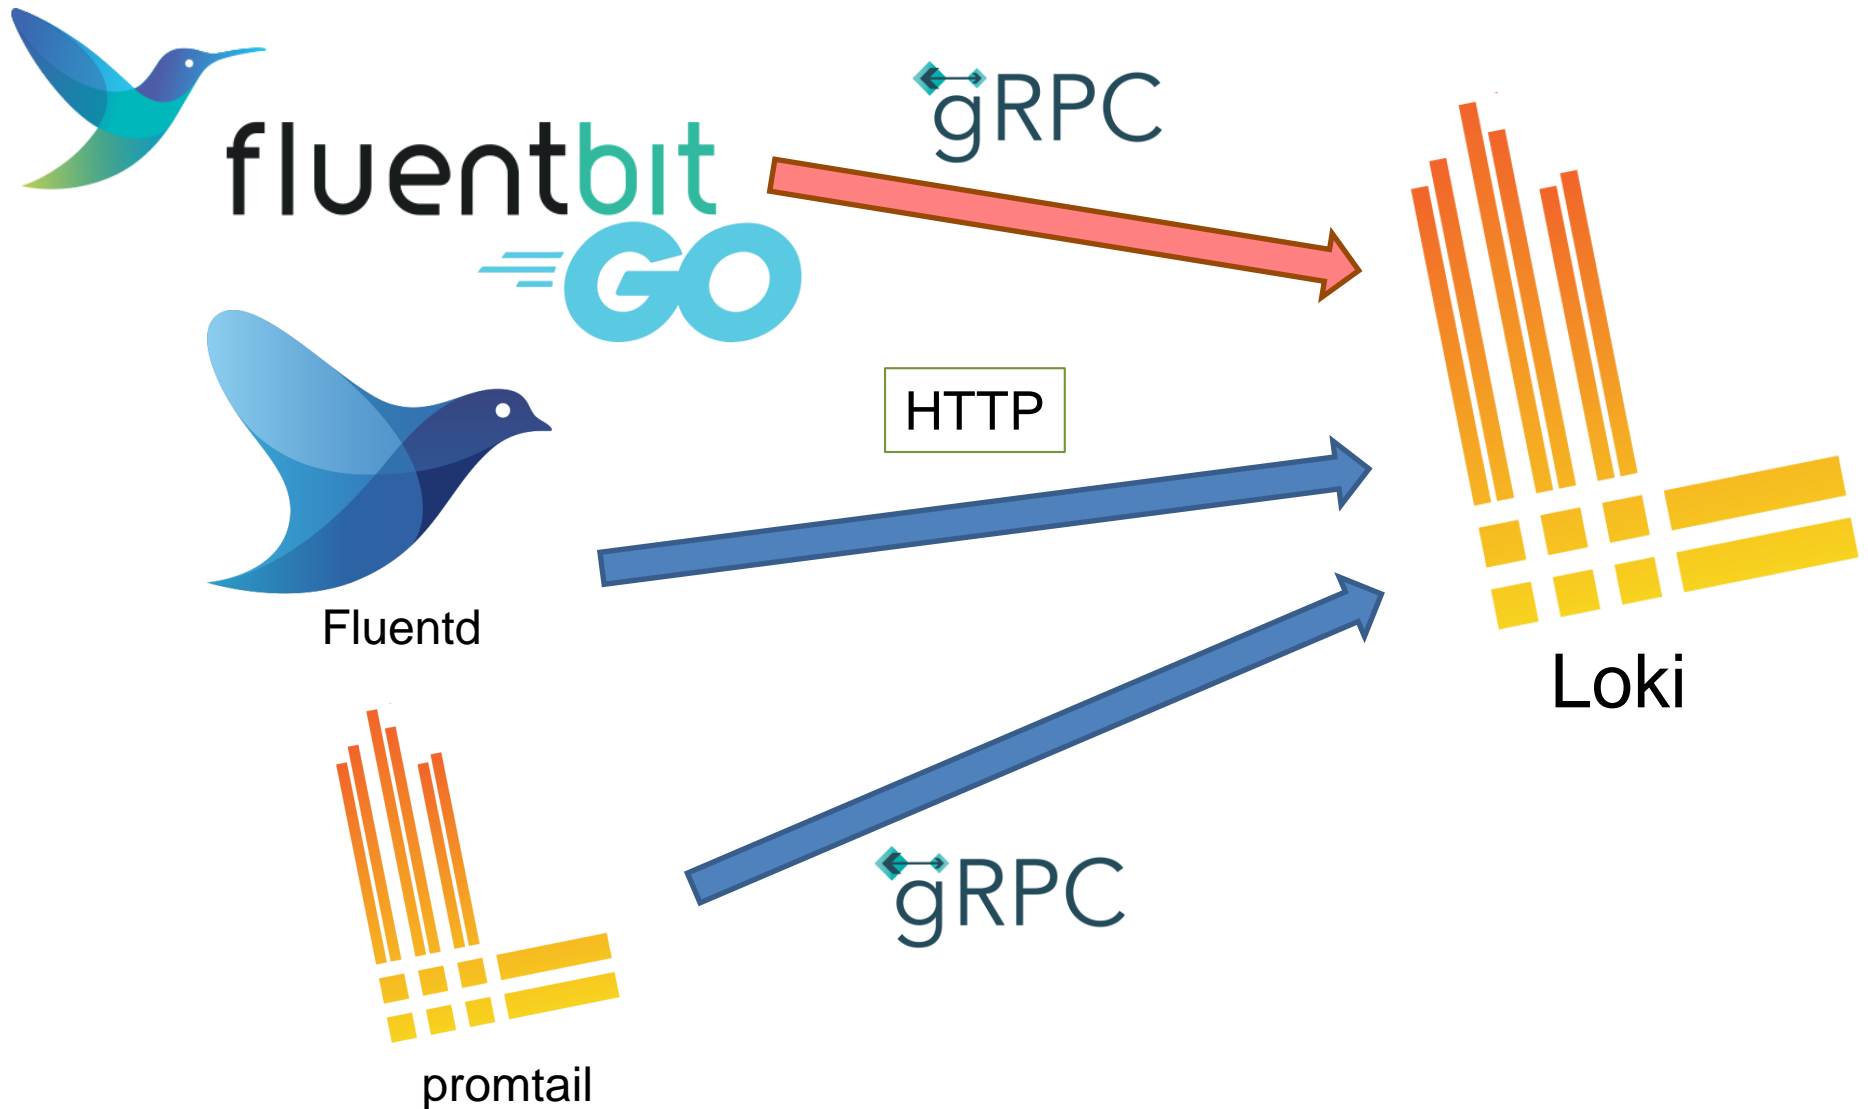 gRPC
fluentbit
GO
HTTP
Fluentd
Loki
gRPC
promtail